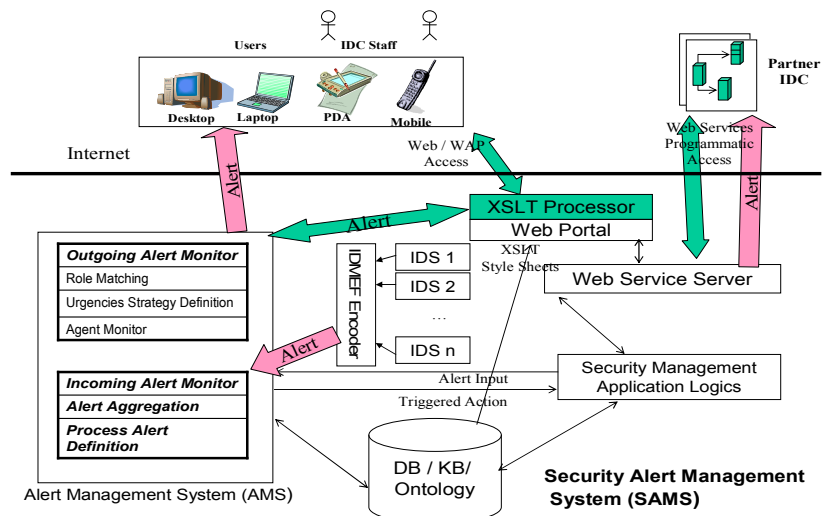 Users
IDC Staff
Desktop
Laptop
PDA
Mobile
Partner
IDC
Internet
Alert
Web / WAP
Access
Web Services
Programmatic
Access
Alert
Alert
XSLT Processor
Web Portal
XSLT
Style Sheets
Web Service Server
Outgoing Alert Monitor
Role Matching
Urgencies Strategy Definition
Agent Monitor
IDMEF Encoder
IDS 1
IDS 2
...
IDS n
Alert
Incoming Alert Monitor
Alert Aggregation
Process Alert
Definition
Alert Input
Triggered Action
Security Management
Application Logics
DB / KB/
Ontology
Alert Management System (AMS)
Security Alert Management
System (SAMS)